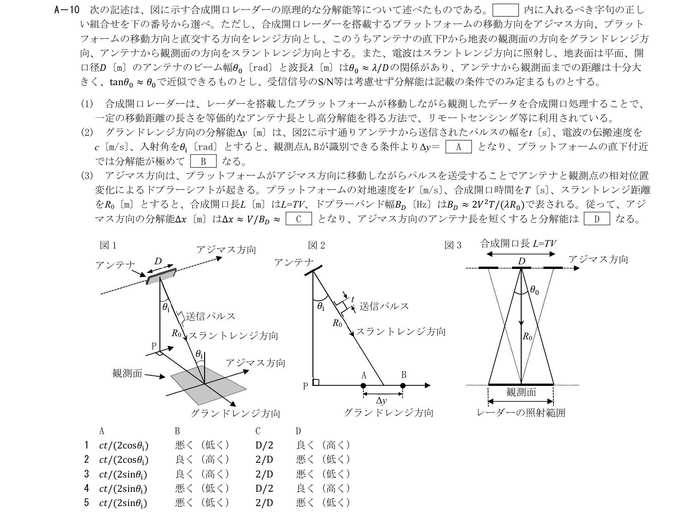 A-10 次の記述は、図に示す合成開口レーダーの原理的な分解能等について述べたものである。 内に入れるべき字句の正し
い組合せを下の番号から選べ。ただし、合成開口レーダーを搭載するプラットフォームの移動方向をアジマス方向、プラット
フォームの移動方向と直交する方向をレンジ方向とし、このうちアンテナの直下Pから地表の観測面の方向をグランドレンジ方
向、アンテナから観測面の方向をスラントレンジ方向とする。また、電波はスラントレンジ方向に照射し、地表面は平面、開
口径D〔m〕のアンテナのビーム幅θ0〔rad〕と波長λ〔m〕はθ0≈λ/Dの関係があり、アンテナから観測面までの距離は十分大
きく、tanθ0≈θ0で近似できるものとし、受信信号のS/N等は考慮せず分解能は記載の条件でのみ定まるものとする。
(1) 合成開口レーダーは、レーダーを搭載したプラットフォームが移動しながら観測したデータを合成開口処理することで、
一定の移動距離の長さを等価的なアンテナ長とし高分解能を得る方法で、リモートセンシング等に利用されている。
(2) グランドレンジ方向の分解能Δy〔m〕は、図2に示す通りアンテナから送信されたパルスの幅をt〔s〕、電波の伝搬速度を
c〔m/s〕、入射角をθi〔rad〕とすると、観測点A,Bが識別できる条件よりΔy= A となり、プラットフォームの直下付近
では分解能が極めて B なる。
(3) アジマス方向は、プラットフォームがアジマス方向に移動しながらパルスを送受することでアンテナと観測点の相対位置
変化によるドプラーシフトが起きる。プラットフォームの対地速度をV〔m/s〕、合成開口時間をT〔s〕、スラントレンジ距離
をR0〔m〕とすると、合成開口長L〔m〕はL=TV、ドプラーバンド幅BD〔Hz〕はBD≈2V²T/(λR0)で表される。従って、アジ
マス方向の分解能Δx〔m〕はΔx≈V/BD≈ C となり、アジマス方向のアンテナ長を短くすると分解能は D なる。
図1
アジマス方向
アンテナ
D
θi
送信パルス
R0
スラントレンジ方向
P
θi
アジマス方向
観測面
グランドレンジ方向
図2
アンテナ
θi
t
送信パルス
R0
スラントレンジ方向
A
B
P
Δy
グランドレンジ方向
図3
合成開口長 L=TV
D
アジマス方向
θ0
R0
観測面
レーダーの照射範囲
A B C D
1 ct/(2cosθi) 悪く(低く) D/2 良く(高く)
2 ct/(2cosθi) 良く(高く) 2/D 悪く(低く)
3 ct/(2sinθi) 良く(高く) 2/D 悪く(低く)
4 ct/(2sinθi) 悪く(低く) D/2 良く(高く)
5 ct/(2sinθi) 悪く(低く) 2/D 悪く(低く)